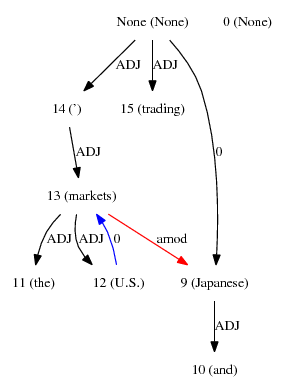 None (None) 0 (None)
ADJ ADJ
14 (') 15 (trading)
ADJ 0
13 (markets)
ADJ ADJ 0 amod
11 (the) 12 (U.S.) 9 (Japanese)
ADJ
10 (and)